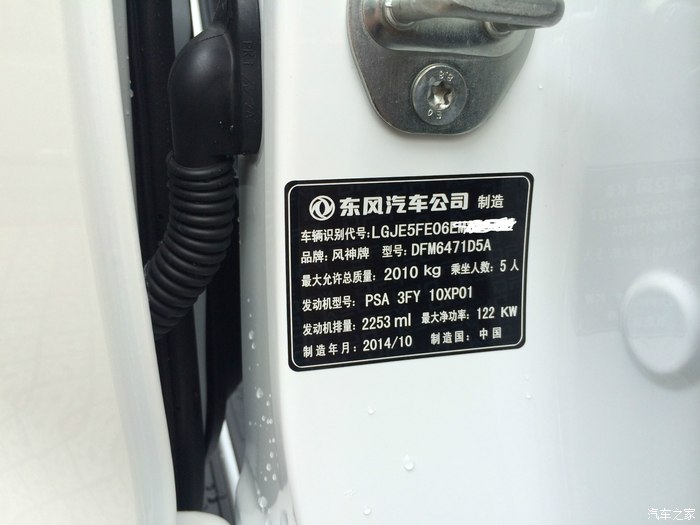 东风汽车公司 制造
车辆识别代号:LGJE5FE06E
品牌:风神牌 型号:DFM6471D5A
最大允许总质量: 2010 kg 乘坐人数: 5 人
发动机型号: PSA 3FY 10XP01
发动机排量: 2253 ml 最大净功率: 122 KW
制造年月: 2014/10 制造国: 中国
汽车之家